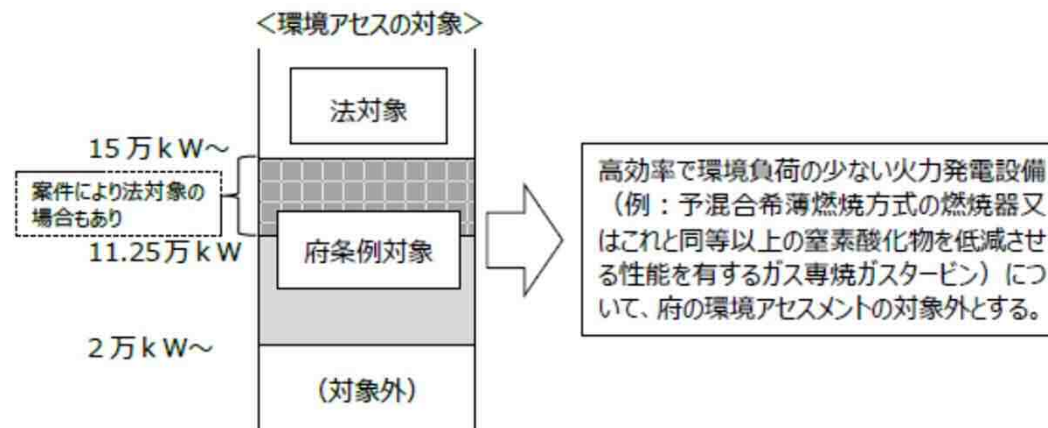 <環境アセスの対象>
法対象
15万kW～
案件により法対象の
場合もあり
11.25万kW
府条例対象
2万kW～
(対象外)
高効率で環境負荷の少ない火力発電設備
(例：予混合希薄燃焼方式の燃焼器又
はこれと同等以上の窒素酸化物を低減させ
る性能を有するガス専焼ガスタービン）につ
いて、府の環境アセスメントの対象外とする。